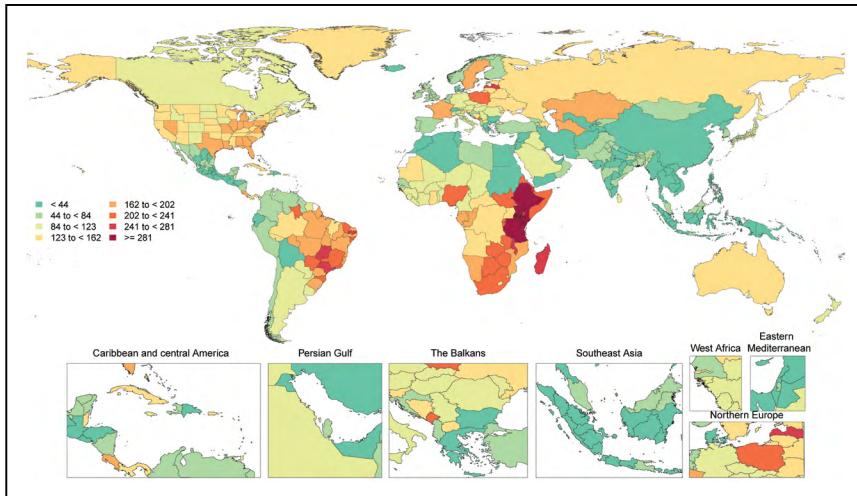 < 44
44 to < 84
84 to < 123
123 to < 162
162 to < 202
202 to < 241
241 to < 281
>= 281
Caribbean and central America
Persian Gulf
The Balkans
Southeast Asia
West Africa
Eastern
Mediterranean
Northern Europe